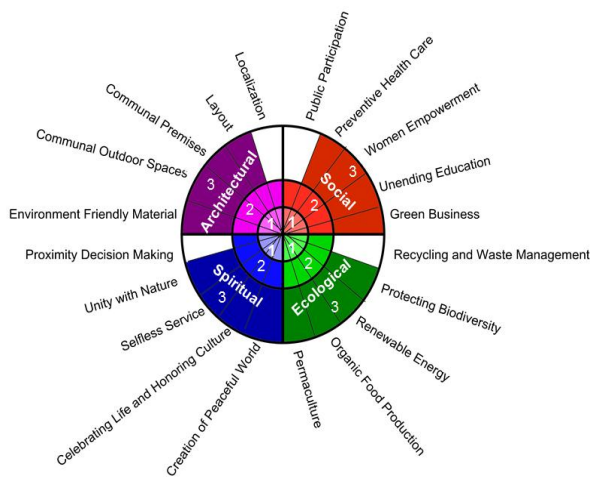 Localization
Layout
Communal Premises
Communal Outdoor Spaces
Environment Friendly Material
Public Participation
Preventive Health Care
Women Empowerment
Unending Education
Green Business
Architectural
3
2
1
Social
3
2
1
Proximity Decision Making
Unity with Nature
Selfless Service
Celebrating Life and Honoring Culture
Creation of Peaceful World
Spiritual
3
2
1
Ecological
3
2
1
Recycling and Waste Management
Protecting Biodiversity
Renewable Energy
Organic Food Production
Permaculture